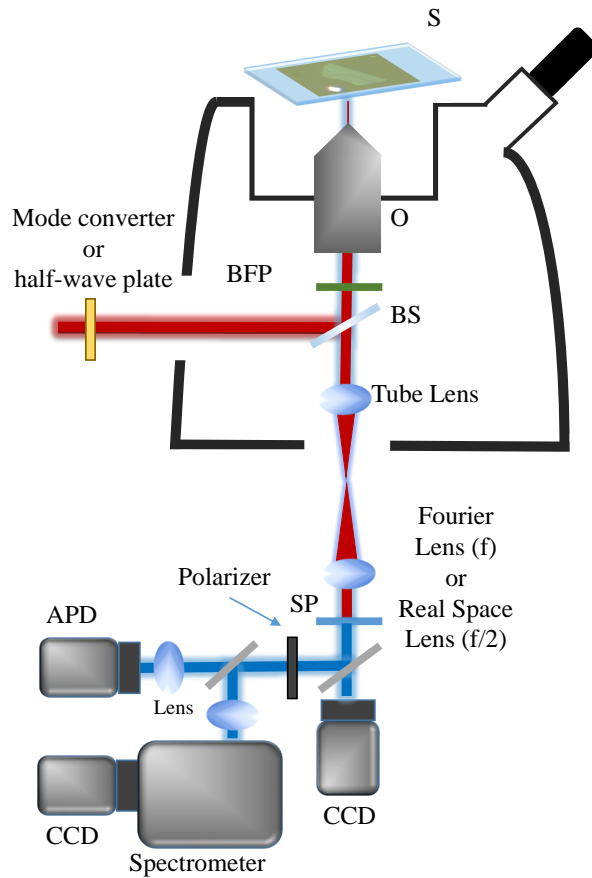 S
O
Mode converter
or
half-wave plate
BFP
BS
Tube Lens
Fourier
Lens (f)
or
Real Space
Lens (f/2)
Polarizer
SP
APD
Lens
CCD
CCD
Spectrometer